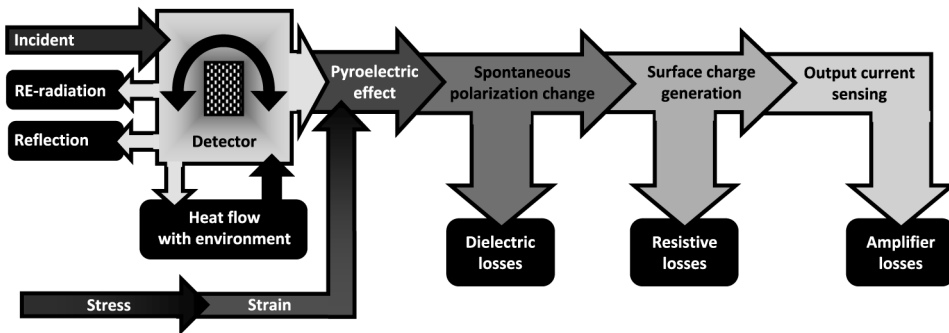 Incident
RE-radiation
Reflection
Detector
Heat flow
with environment
Stress
Strain
Pyroelectric
effect
Spontaneous
polarization change
Surface charge
generation
Output current
sensing
Dielectric
losses
Resistive
losses
Amplifier
losses